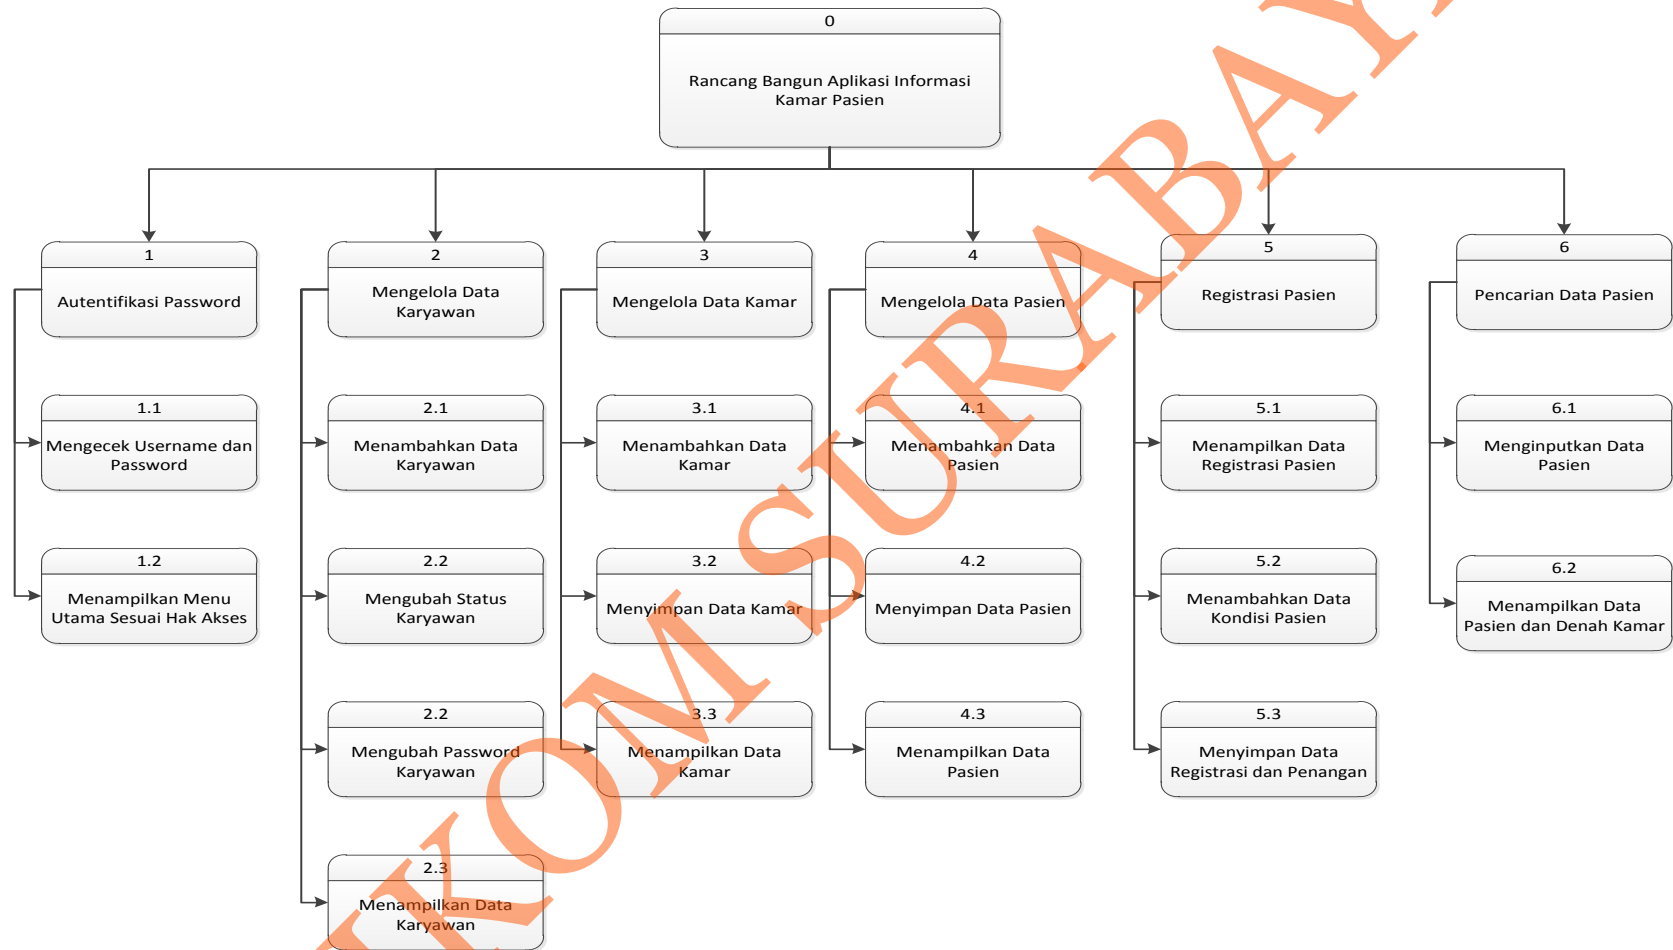 0
Rancang Bangun Aplikasi Informasi
Kamar Pasien
1
Autentifikasi Password
2
Mengelola Data
Karyawan
3
Mengelola Data Kamar
4
Mengelola Data Pasien
5
Registrasi Pasien
6
Pencarian Data Pasien
1.1
Mengecek Username dan
Password
2.1
Menambahkan Data
Karyawan
3.1
Menambahkan Data
Kamar
4.1
Menambahkan Data
Pasien
5.1
Menampilkan Data
Registrasi Pasien
6.1
Menginputkan Data
Pasien
1.2
Menampilkan Menu
Utama Sesuai Hak Akses
2.2
Mengubah Status
Karyawan
3.2
Menyimpan Data Kamar
4.2
Menyimpan Data Pasien
5.2
Menambahkan Data
Kondisi Pasien
6.2
Menampilkan Data
Pasien dan Denah Kamar
2.2
Mengubah Password
Karyawan
3.3
Menampilkan Data
Kamar
4.3
Menampilkan Data
Pasien
5.3
Menyimpan Data
Registrasi dan Penangan
2.3
Menampilkan Data
Karyawan
KOM SURABAY